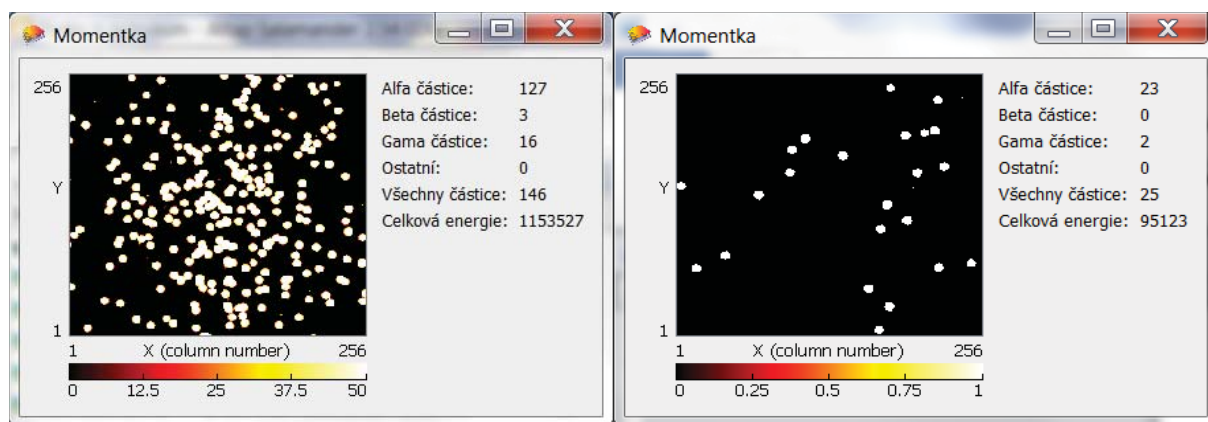 Momentka
256
Y
1
1 X (column number) 256
0 12.5 25 37.5 50
Alfa částice: 127
Beta částice: 3
Gama částice: 16
Ostatní: 0
Všechny částice: 146
Celková energie: 1153527
Momentka
256
Y
1
1 X (column number) 256
0 0.25 0.5 0.75 1
Alfa částice: 23
Beta částice: 0
Gama částice: 2
Ostatní: 0
Všechny částice: 25
Celková energie: 95123